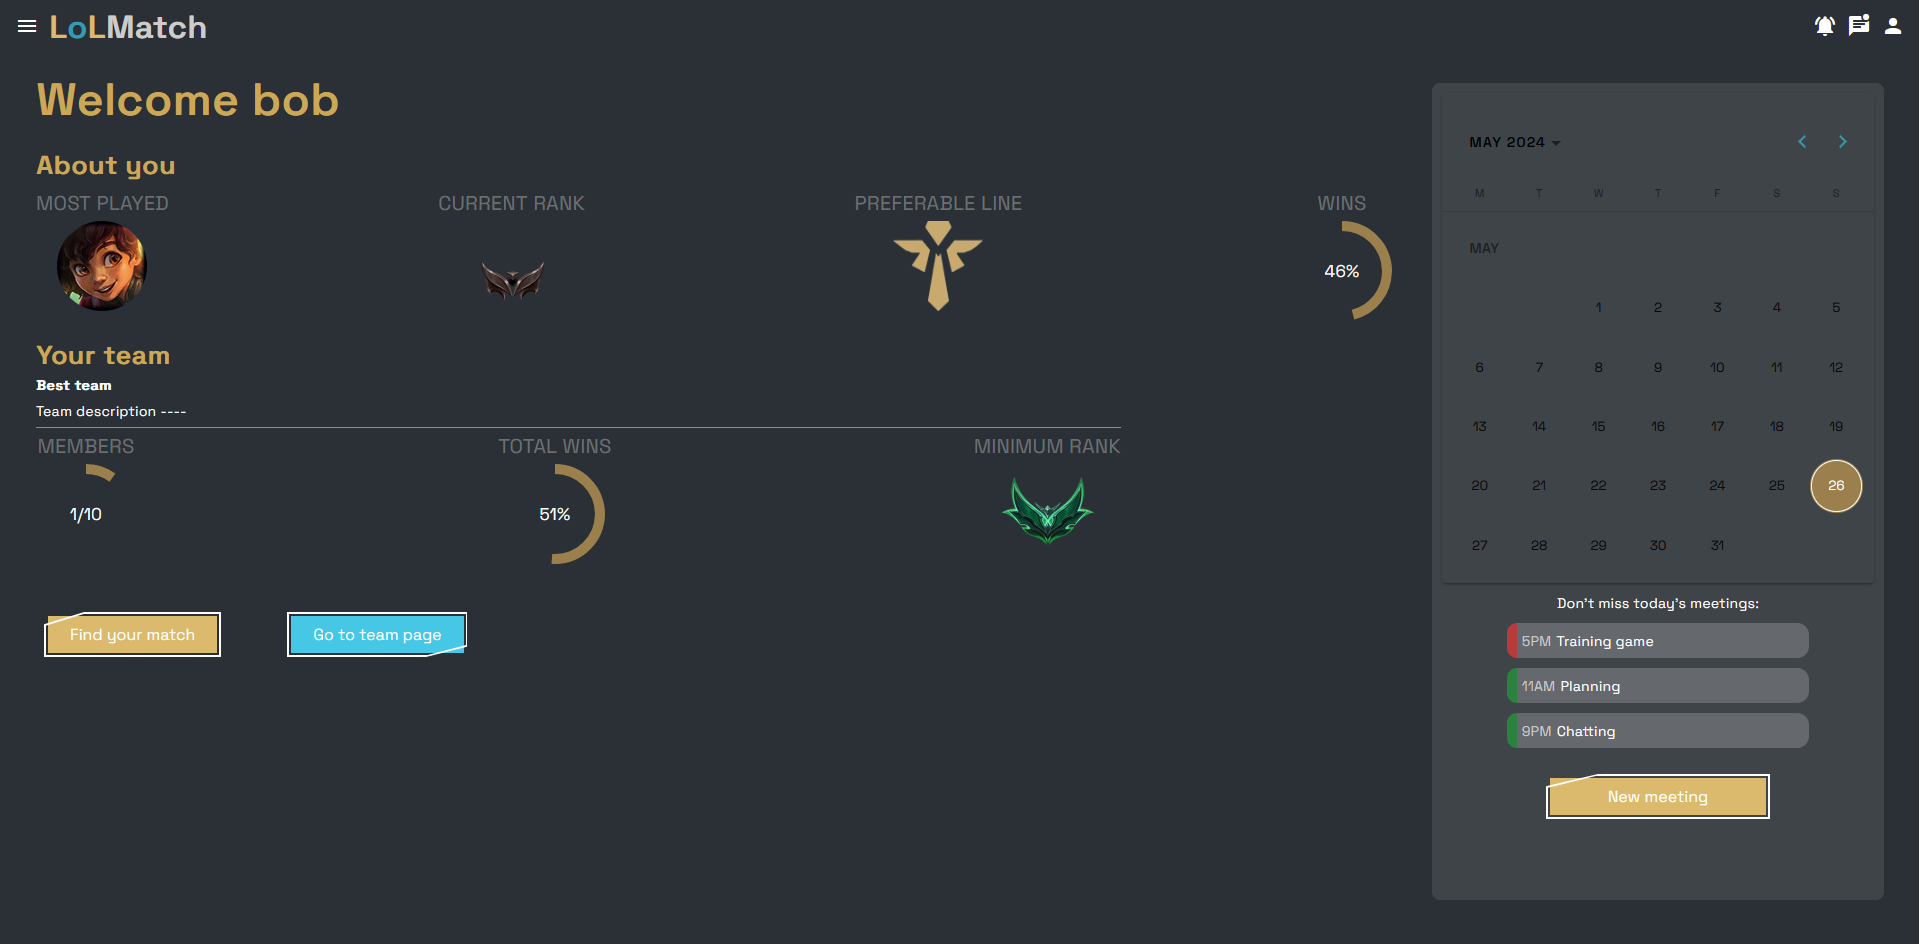 LoLMatch
Welcome bob
About you
MOST PLAYED CURRENT RANK PREFERABLE LINE WINS
46%
Your team
Best team
Team description ----
MEMBERS TOTAL WINS MINIMUM RANK
1/10 51%
Find your match Go to team page
MAY 2024
M T W T F S S
MAY
1 2 3 4 5
6 7 8 9 10 11 12
13 14 15 16 17 18 19
20 21 22 23 24 25 26
27 28 29 30 31
Don't miss today's meetings:
5PM Training game
11AM Planning
9PM Chatting
New meeting